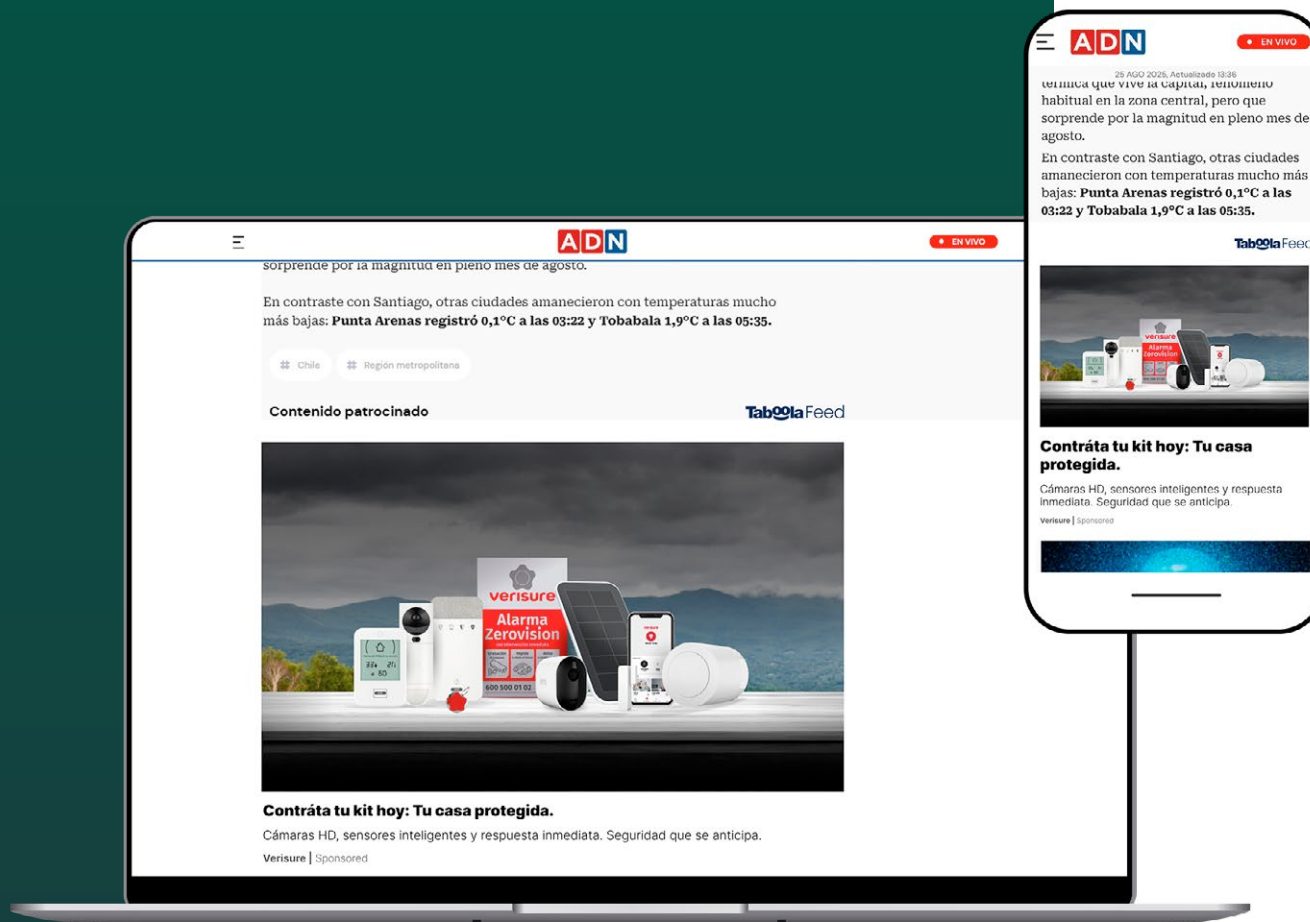 ADN
EN VIVO
sorprende por la magnitud en pleno mes de agosto.
En contraste con Santiago, otras ciudades amanecieron con temperaturas mucho
más bajas: Punta Arenas registró 0,1°C a las 03:22 y Tobabala 1,9°C a las 05:35.
# Chile
# Región metropolitana
Contenido patrocinado
Taboola Feed
verisure
Alarma
Zerovision
600 500 01 02
Contráta tu kit hoy: Tu casa protegida.
Cámaras HD, sensores inteligentes y respuesta inmediata. Seguridad que se anticipa.
Verisure | Sponsored
ADN
EN VIVO
25 AGO 2025, Actualizado 13:36
térmica que vive la capital, fenómeno
habitual en la zona central, pero que
sorprende por la magnitud en pleno mes de
agosto.
En contraste con Santiago, otras ciudades
amanecieron con temperaturas mucho más
bajas: Punta Arenas registró 0,1°C a las
03:22 y Tobabala 1,9°C a las 05:35.
Taboola Feed
verisure
Alarma
Zerovision
Contráta tu kit hoy: Tu casa
protegida.
Cámaras HD, sensores inteligentes y respuesta
inmediata. Seguridad que se anticipa.
Verisure | Sponsored